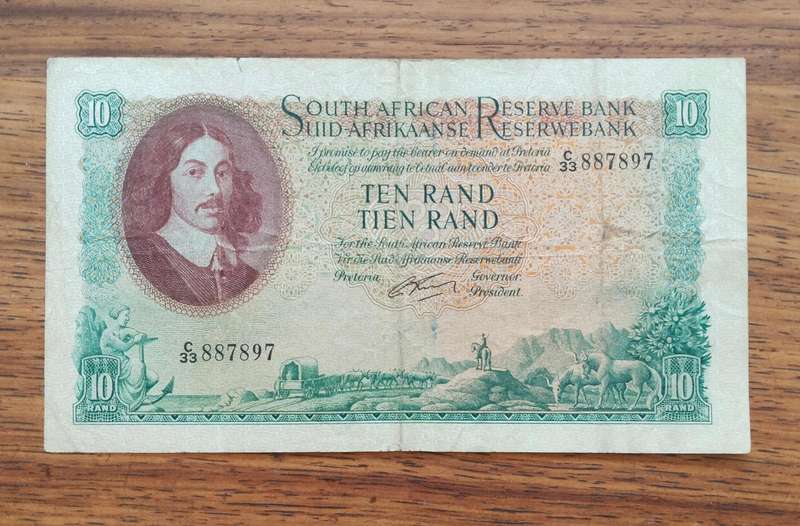 10
10
SOUTH AFRICAN RESERVE BANK
SUID-AFRIKAANSE RESERWEBANK
I promise to pay the bearer on demand at Pretoria
Ek beloof op aanvraag te betaal aan toonder te Pretoria
C/33 887897
TEN RAND
TIEN RAND
For the South African Reserve Bank
Vir die Suid-Afrikaanse Reserwebank
Pretoria. Governor.
President.
C/33 887897
10
RAND
10
RAND